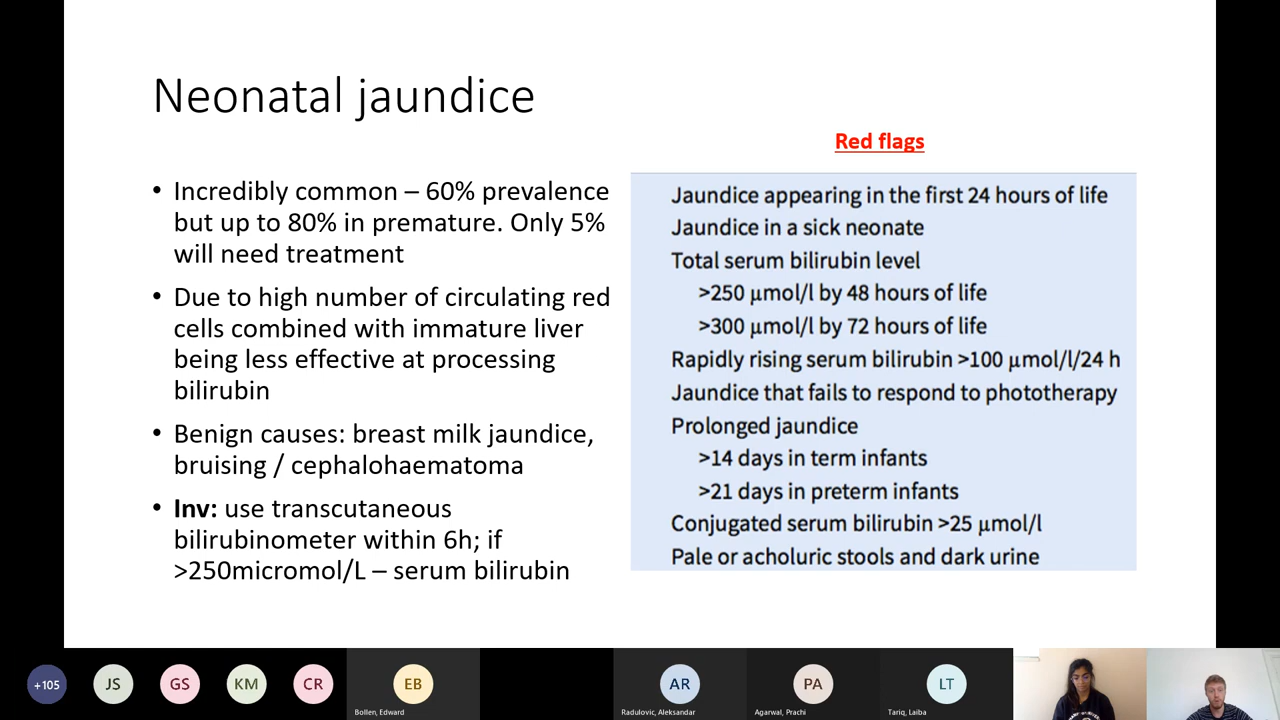 Neonatal jaundice
• Incredibly common – 60% prevalence
but up to 80% in premature. Only 5%
will need treatment
• Due to high number of circulating red
cells combined with immature liver
being less effective at processing
bilirubin
• Benign causes: breast milk jaundice,
bruising / cephalohaematoma
• Inv: use transcutaneous
bilirubinometer within 6h; if
>250micromol/L – serum bilirubin
Red flags
Jaundice appearing in the first 24 hours of life
Jaundice in a sick neonate
Total serum bilirubin level
>250 μmol/l by 48 hours of life
>300 μmol/l by 72 hours of life
Rapidly rising serum bilirubin >100 μmol/l/24 h
Jaundice that fails to respond to phototherapy
Prolonged jaundice
>14 days in term infants
>21 days in preterm infants
Conjugated serum bilirubin >25 μmol/l
Pale or acholuric stools and dark urine
+105 JS GS KM CR EB AR PA LT
Bollen, Edward Radulovic, Aleksandar Agarwal, Prachi Tariq, Laiba